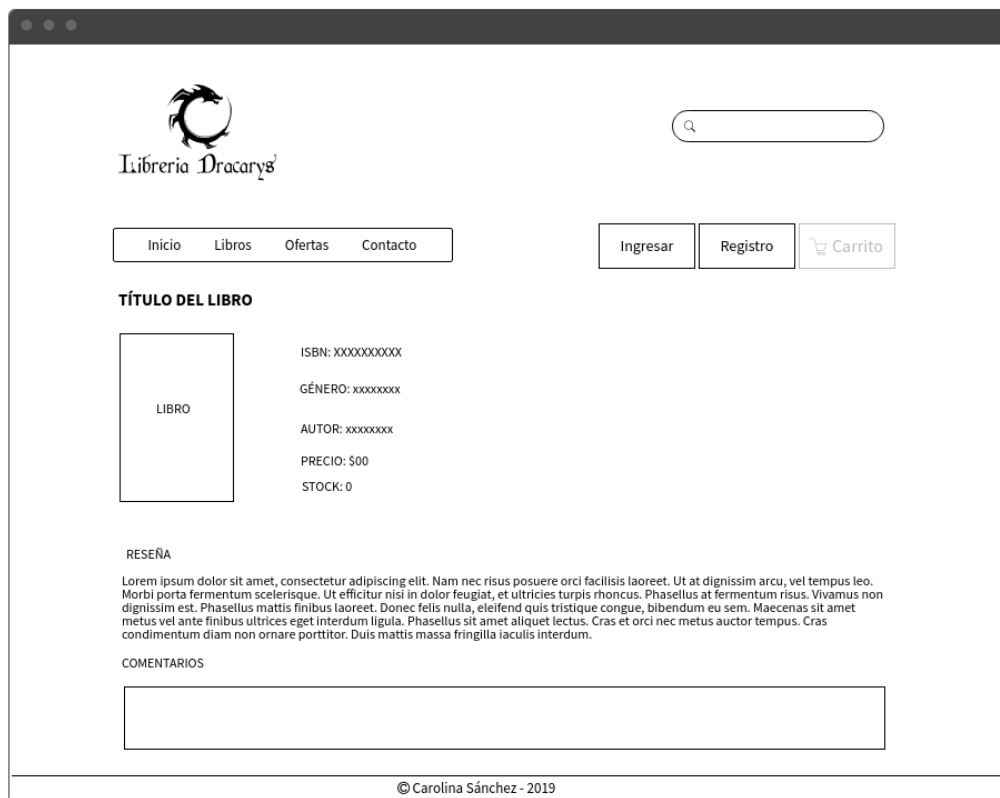 Libreria Dracarys
Inicio Libros Ofertas Contacto
Ingresar Registro Carrito
TÍTULO DEL LIBRO
LIBRO
ISBN: XXXXXXXXXX
GÉNERO: xxxxxxxx
AUTOR: xxxxxxxx
PRECIO: $00
STOCK: 0
RESEÑA
Lorem ipsum dolor sit amet, consectetur adipiscing elit. Nam nec risus posuere orci facilisis laoreet. Ut at dignissim arcu, vel tempus leo.
Morbi porta fermentum scelerisque. Ut efficitur nisi in dolor feugiat, et ultricies turpis rhoncus. Phasellus at fermentum risus. Vivamus non
dignissim est. Phasellus mattis finibus laoreet. Donec felis nulla, eleifend quis tristique congue, bibendum eu sem. Maecenas sit amet
metus vel ante finibus ultrices eget interdum ligula. Phasellus sit amet aliquet lectus. Cras et orci nec metus auctor tempus. Cras
condimentum diam non ornare porttitor. Duis mattis massa fringilla iaculis interdum.
COMENTARIOS
© Carolina Sánchez - 2019